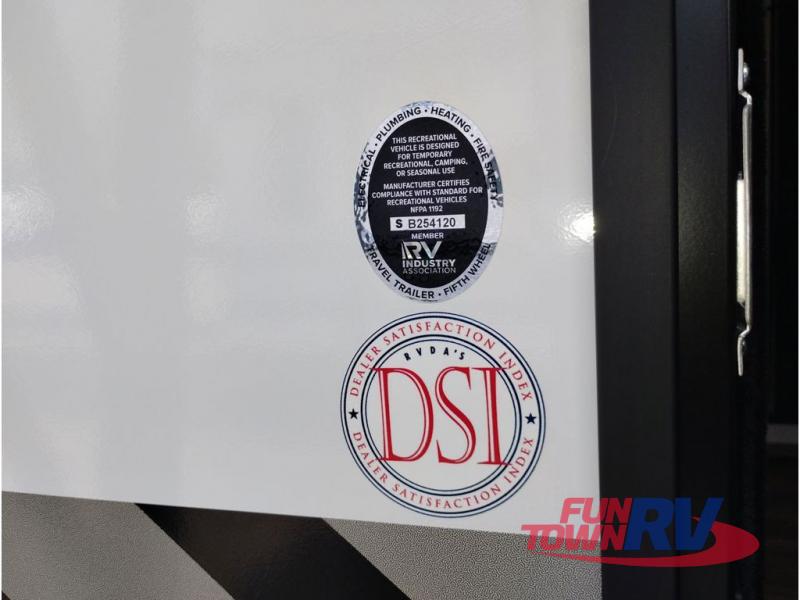 ELECTRICAL • PLUMBING • HEATING • FIRE SAFETY
THIS RECREATIONAL
VEHICLE IS DESIGNED
FOR TEMPORARY
RECREATIONAL, CAMPING,
OR SEASONAL USE
MANUFACTURER CERTIFIES
COMPLIANCE WITH STANDARD FOR
RECREATIONAL VEHICLES
NFPA 1192
S B254120
MEMBER
RV
INDUSTRY
ASSOCIATION
TRAVEL TRAILER • FIFTH WHEEL
DEALER SATISFACTION INDEX
RVDA'S
DSI
DEALER SATISFACTION INDEX
FUN
TOWN RV